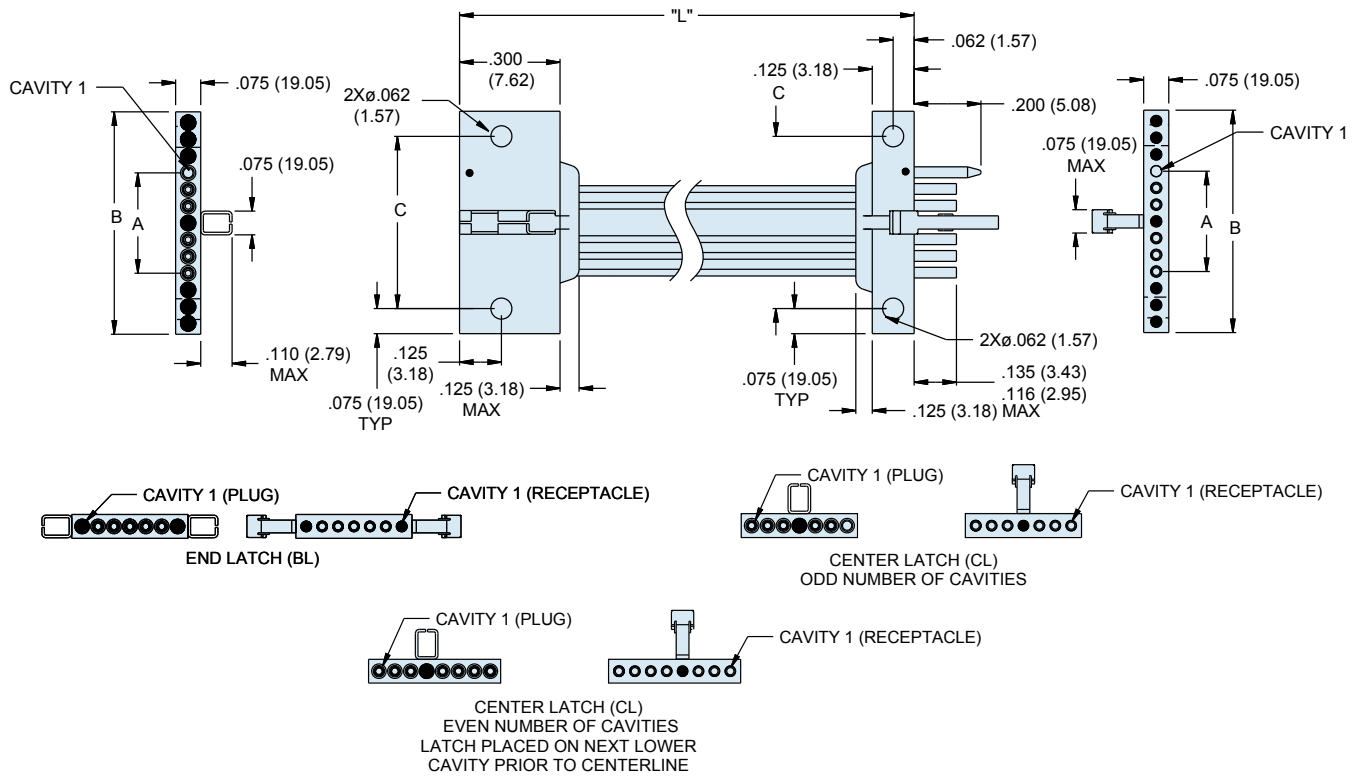 "L"
.062 (1.57)
.300
(7.62)
.125 (3.18)
.075 (19.05)
.075 (19.05)
CAVITY 1
2Xø.062
(1.57)
C
.200 (5.08)
CAVITY 1
.075 (19.05)
.075 (19.05)
MAX
B
A
C
A
B
.110 (2.79)
MAX
.125
(3.18)
.075 (19.05)
TYP
.125 (3.18)
MAX
2Xø.062 (1.57)
.075 (19.05)
TYP
.135 (3.43)
.116 (2.95)
.125 (3.18) MAX
CAVITY 1 (PLUG)
CAVITY 1 (RECEPTACLE)
END LATCH (BL)
CAVITY 1 (PLUG)
CAVITY 1 (RECEPTACLE)
CENTER LATCH (CL)
ODD NUMBER OF CAVITIES
CAVITY 1 (PLUG)
CAVITY 1 (RECEPTACLE)
CENTER LATCH (CL)
EVEN NUMBER OF CAVITIES
LATCH PLACED ON NEXT LOWER
CAVITY PRIOR TO CENTERLINE